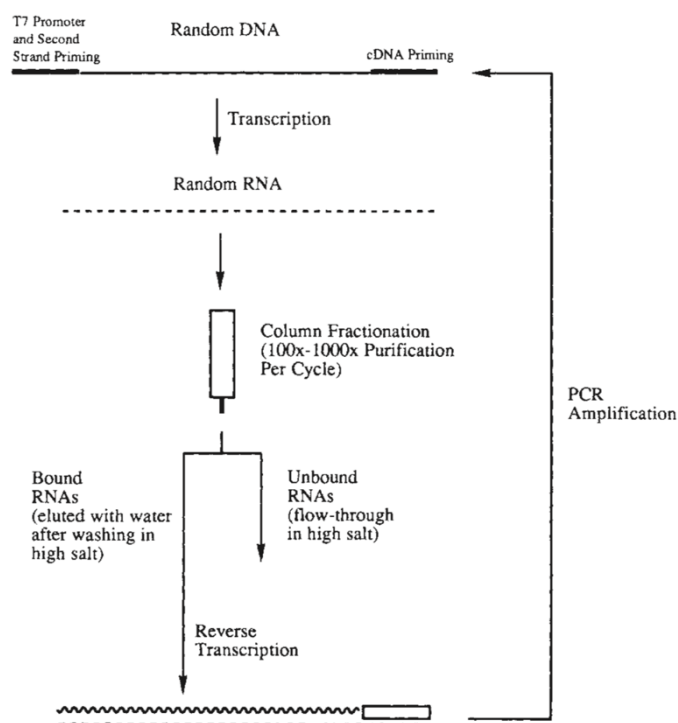 T7 Promoter
and Second
Strand Priming
Random DNA
cDNA Priming
Transcription
Random RNA
Column Fractionation
(100x-1000x Purification
Per Cycle)
PCR
Amplification
Bound
RNAs
(eluted with water
after washing in
high salt)
Unbound
RNAs
(flow-through
in high salt)
Reverse
Transcription